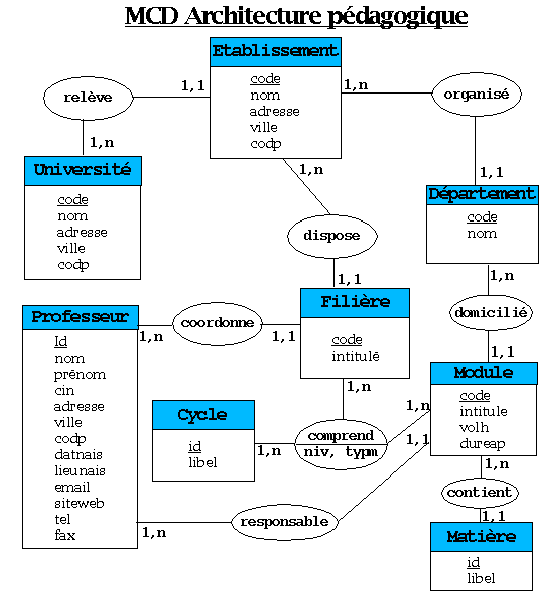 MCD Architecture pédagogique
Etablissement
code
nom
adresse
ville
codp
1,1
relève
1,n
organisé
1,n
1,n
1,1
Université
code
nom
adresse
ville
codp
Département
code
nom
dispose
1,1
1,n
Professeur
Id
nom
prénom
cin
adresse
ville
codp
datnais
lieunais
email
siteweb
tel
fax
coordonne
1,n
1,1
Filière
code
intitulé
domicilié
1,1
1,n
Cycle
id
libel
1,n
comprend
niv, typm
1,n
1,1
Module
code
intitule
volh
dureap
1,n
responsable
1,n
contient
1,1
Matière
id
libel